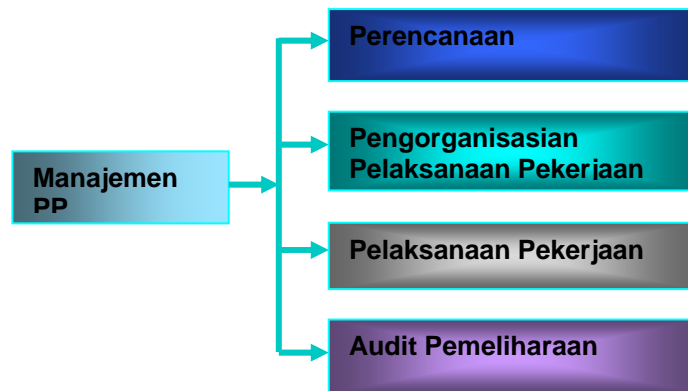 Perencanaan
Pengorganisasian
Pelaksanaan Pekerjaan
Manajemen
PP
Pelaksanaan Pekerjaan
Audit Pemeliharaan